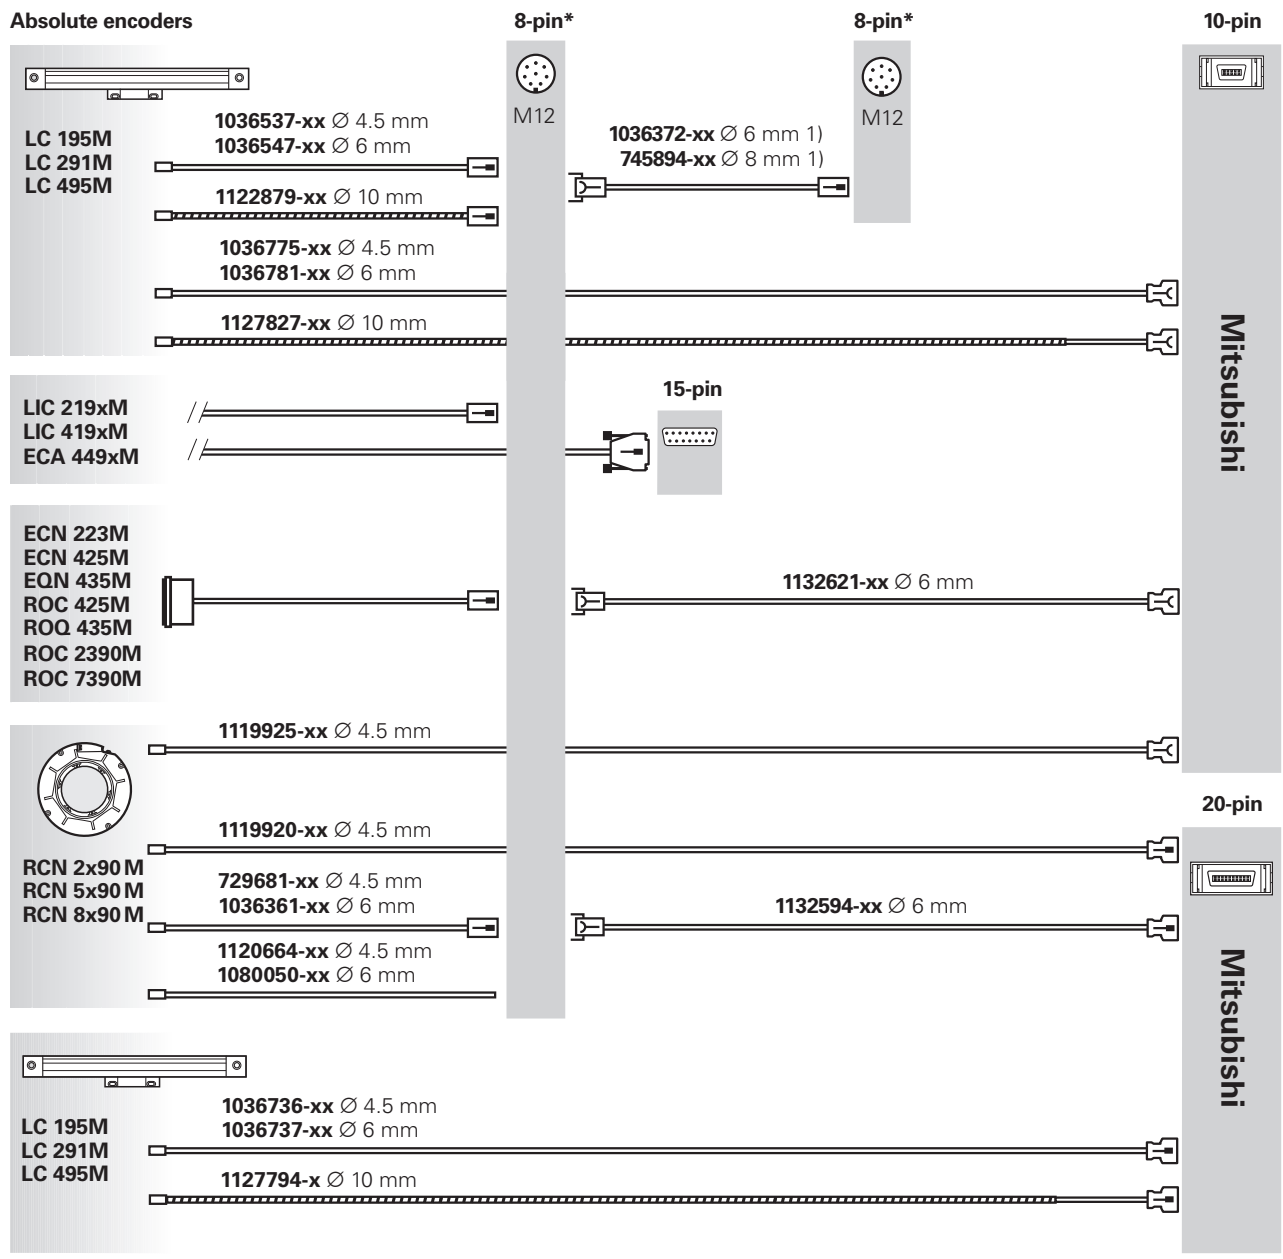 Absolute encoders
8-pin*
8-pin*
10-pin
M12
M12
LC 195M
LC 291M
LC 495M
1036537-xx Ø 4.5 mm
1036547-xx Ø 6 mm
1036372-xx Ø 6 mm 1)
745894-xx Ø 8 mm 1)
1122879-xx Ø 10 mm
1036775-xx Ø 4.5 mm
1036781-xx Ø 6 mm
1127827-xx Ø 10 mm
Mitsubishi
LIC 219xM
LIC 419xM
ECA 449xM
15-pin
ECN 223M
ECN 425M
EQN 435M
ROC 425M
ROQ 435M
ROC 2390M
ROC 7390M
1132621-xx Ø 6 mm
1119925-xx Ø 4.5 mm
20-pin
1119920-xx Ø 4.5 mm
RCN 2x90 M
RCN 5x90 M
RCN 8x90 M
729681-xx Ø 4.5 mm
1036361-xx Ø 6 mm
1132594-xx Ø 6 mm
1120664-xx Ø 4.5 mm
1080050-xx Ø 6 mm
Mitsubishi
LC 195M
LC 291M
LC 495M
1036736-xx Ø 4.5 mm
1036737-xx Ø 6 mm
1127794-x Ø 10 mm